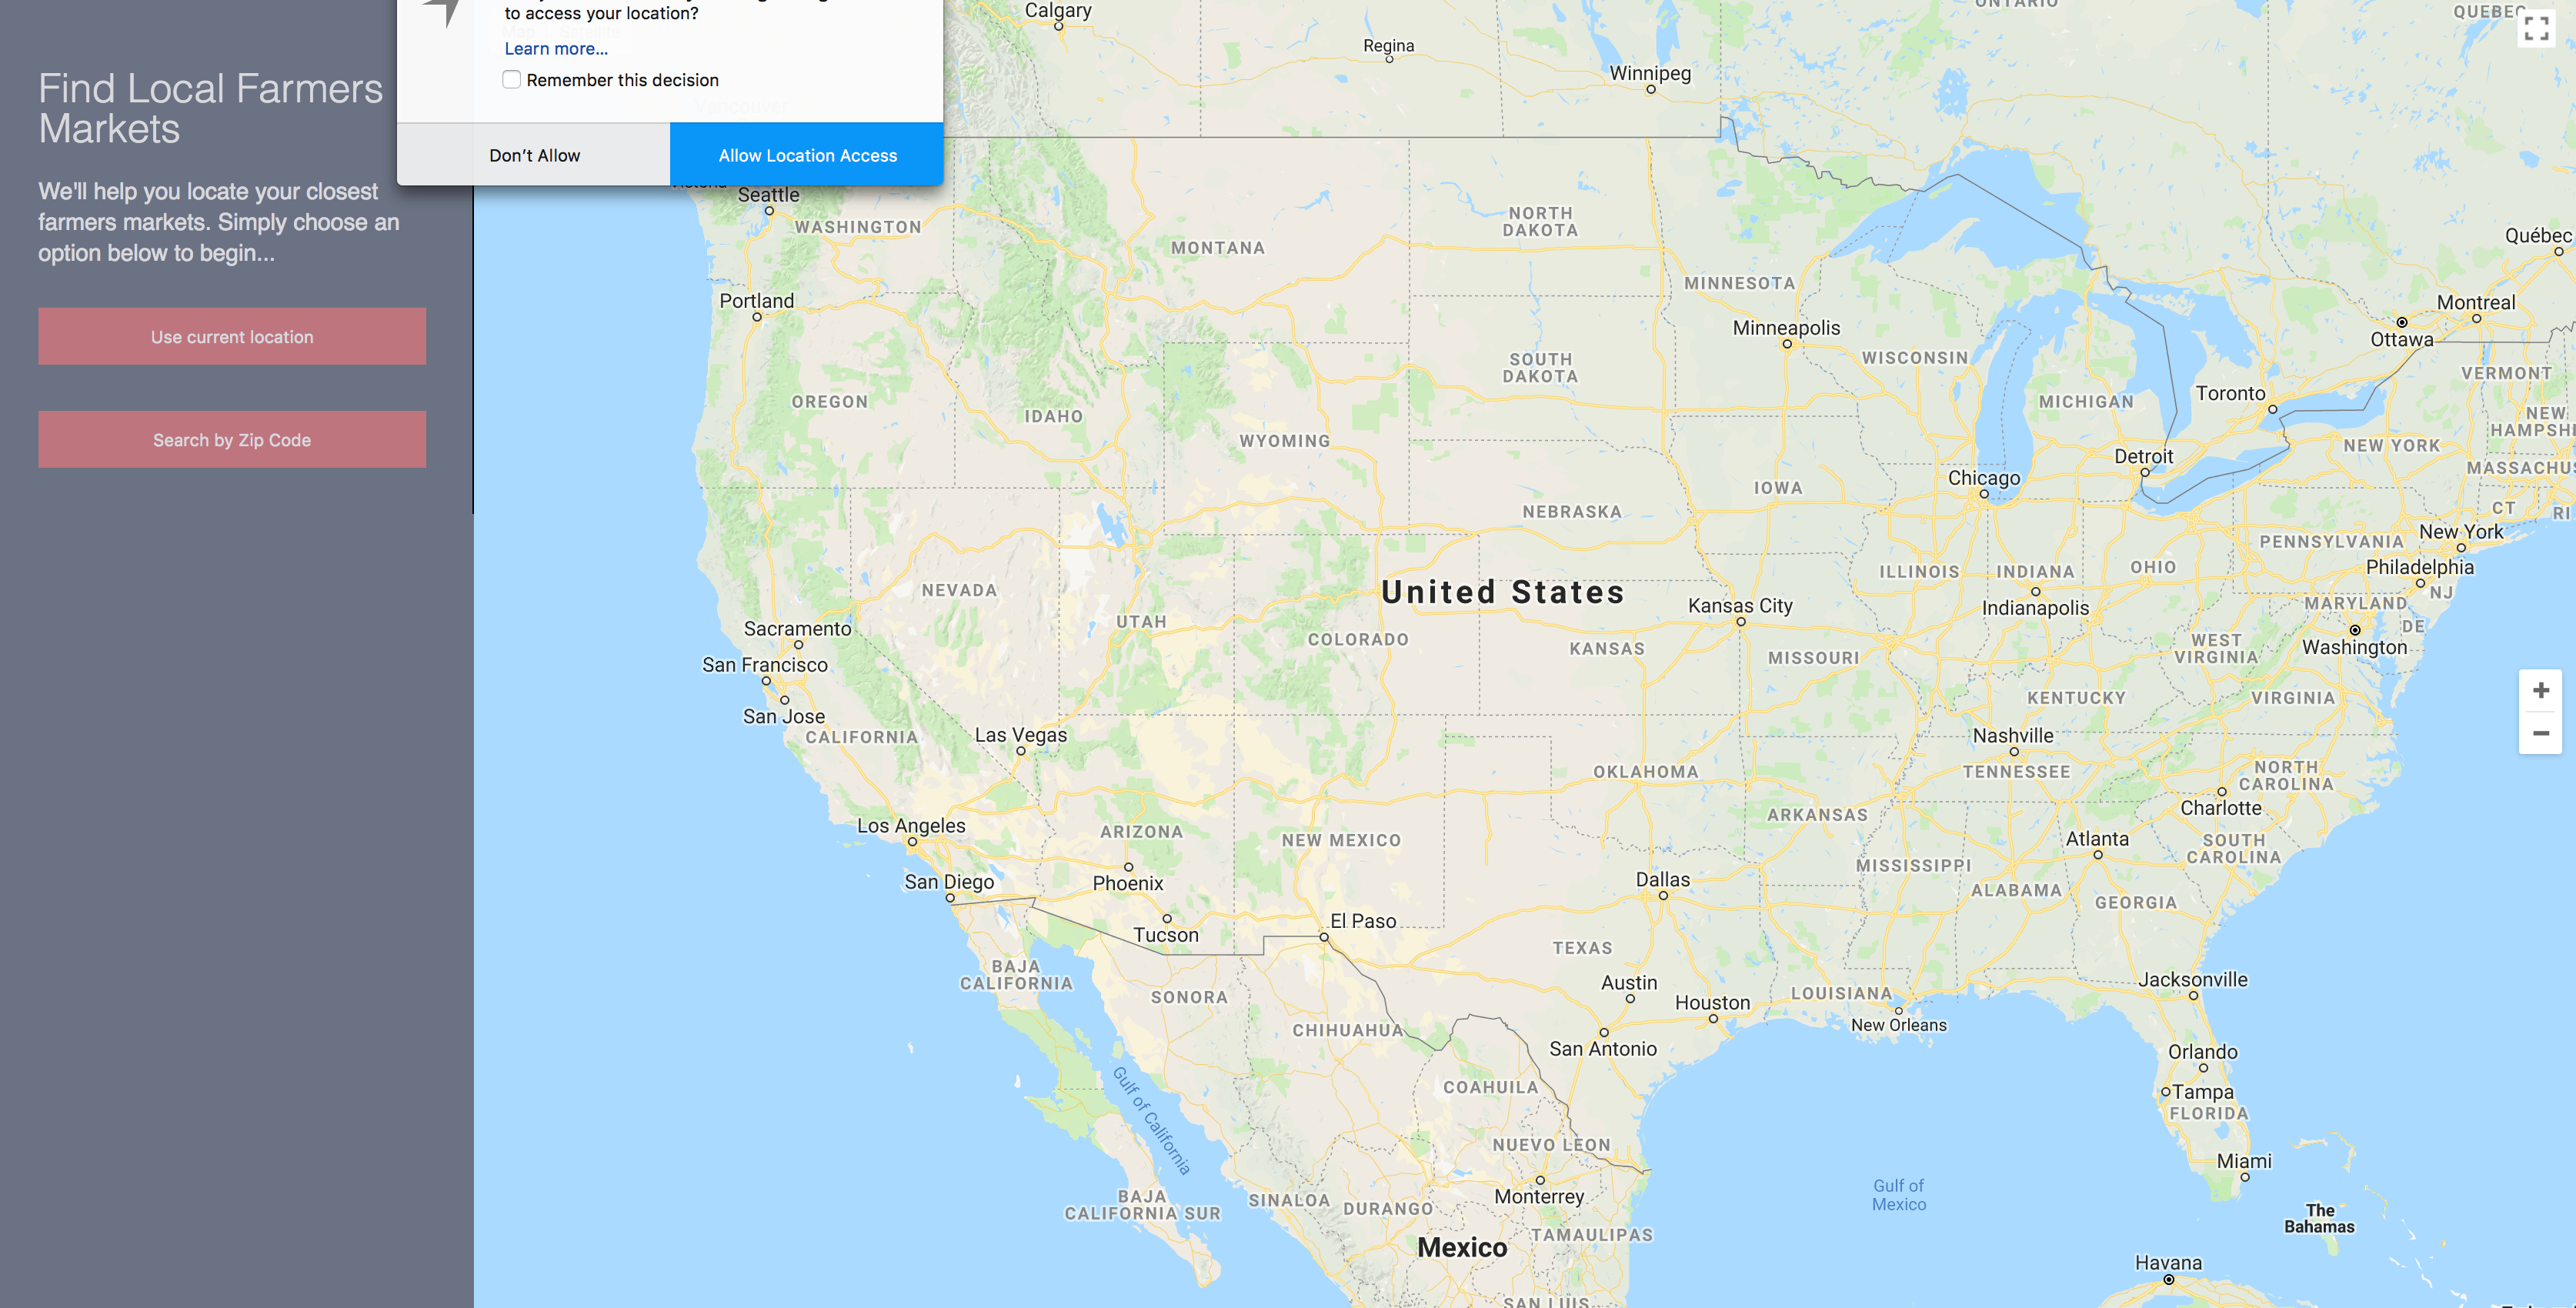 to access your location?
Learn more...
Remember this decision
Don't Allow
Allow Location Access
Find Local Farmers
Markets
We'll help you locate your closest
farmers markets. Simply choose an
option below to begin...
Use current location
Search by Zip Code
Calgary
Regina
Winnipeg
ONTARIO
QUEBEC
Seattle
WASHINGTON
MONTANA
NORTH
DAKOTA
Québec
MINNESOTA
Portland
Montreal
Minneapolis
Ottawa
SOUTH
DAKOTA
WISCONSIN
VERMONT
OREGON
IDAHO
MICHIGAN
Toronto
NEW
HAMPSHI
WYOMING
NEW YORK
Detroit
MASSACHUS
Chicago
IOWA
CT
RI
NEBRASKA
New York
PENNSYLVANIA
Philadelphia
NEVADA
ILLINOIS
INDIANA
OHIO
NJ
United States
Kansas City
Indianapolis
MARYLAND
DE
UTAH
Sacramento
COLORADO
KANSAS
MISSOURI
WEST
VIRGINIA
Washington
San Francisco
KENTUCKY
VIRGINIA
San Jose
CALIFORNIA
Las Vegas
Nashville
OKLAHOMA
TENNESSEE
NORTH
CAROLINA
Charlotte
Los Angeles
ARIZONA
NEW MEXICO
ARKANSAS
Atlanta
SOUTH
CAROLINA
San Diego
Phoenix
Dallas
MISSISSIPPI
ALABAMA
GEORGIA
Tucson
El Paso
TEXAS
BAJA
CALIFORNIA
SONORA
Austin
Houston
LOUISIANA
Jacksonville
CHIHUAHUA
New Orleans
San Antonio
Orlando
Gulf of California
COAHUILA
Tampa
FLORIDA
NUEVO LEON
Miami
BAJA
CALIFORNIA SUR
SINALOA
DURANGO
Monterrey
Gulf of
Mexico
The
Bahamas
Mexico
TAMAULIPAS
Havana
SAN LUIS